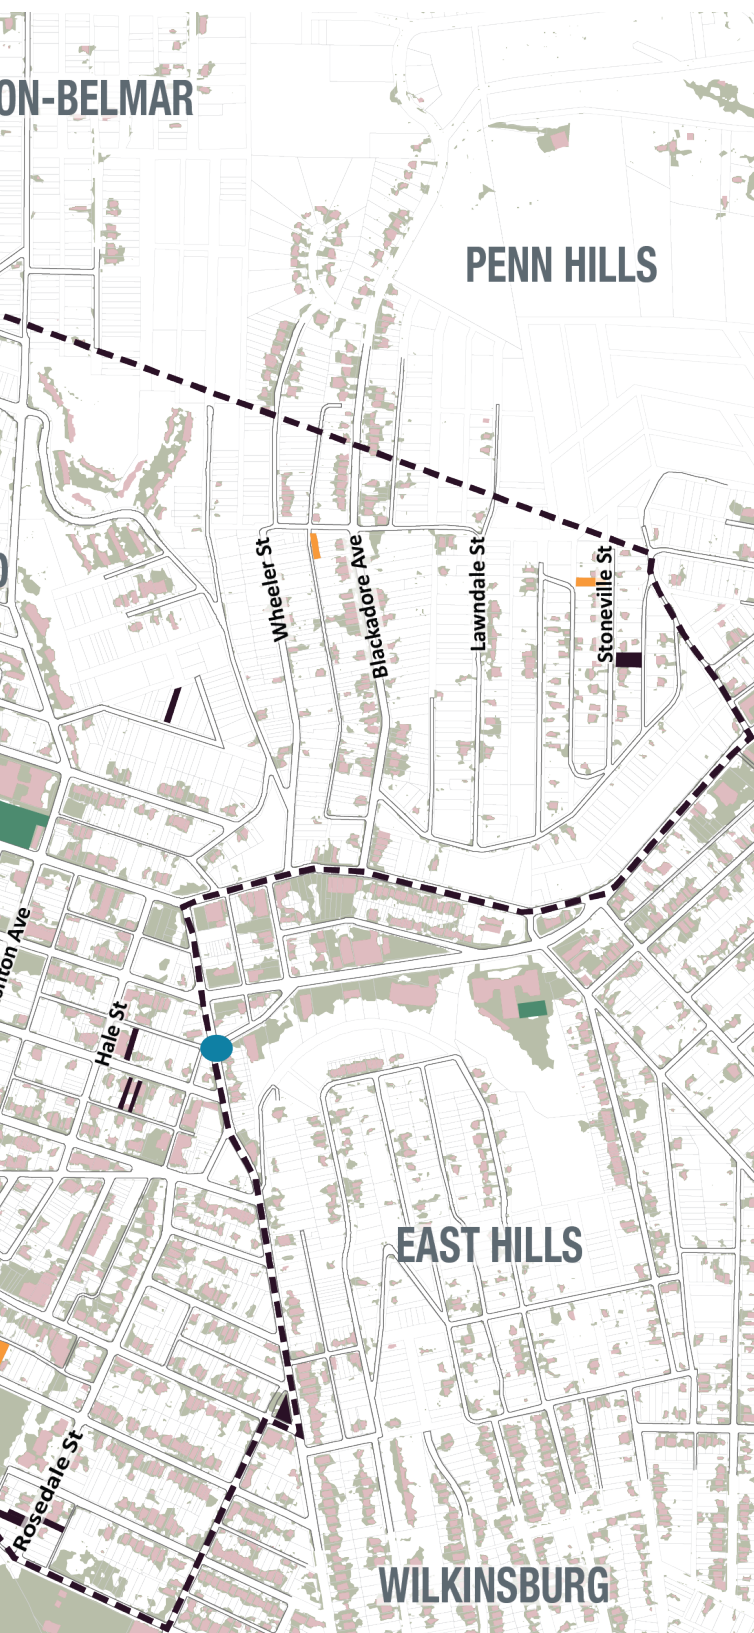 ON-BELMAR
PENN HILLS
Wheeler St
Blackadore Ave
Lawndale St
Stoneville St
Hale St
EAST HILLS
Rosedale St
WILKINSBURG